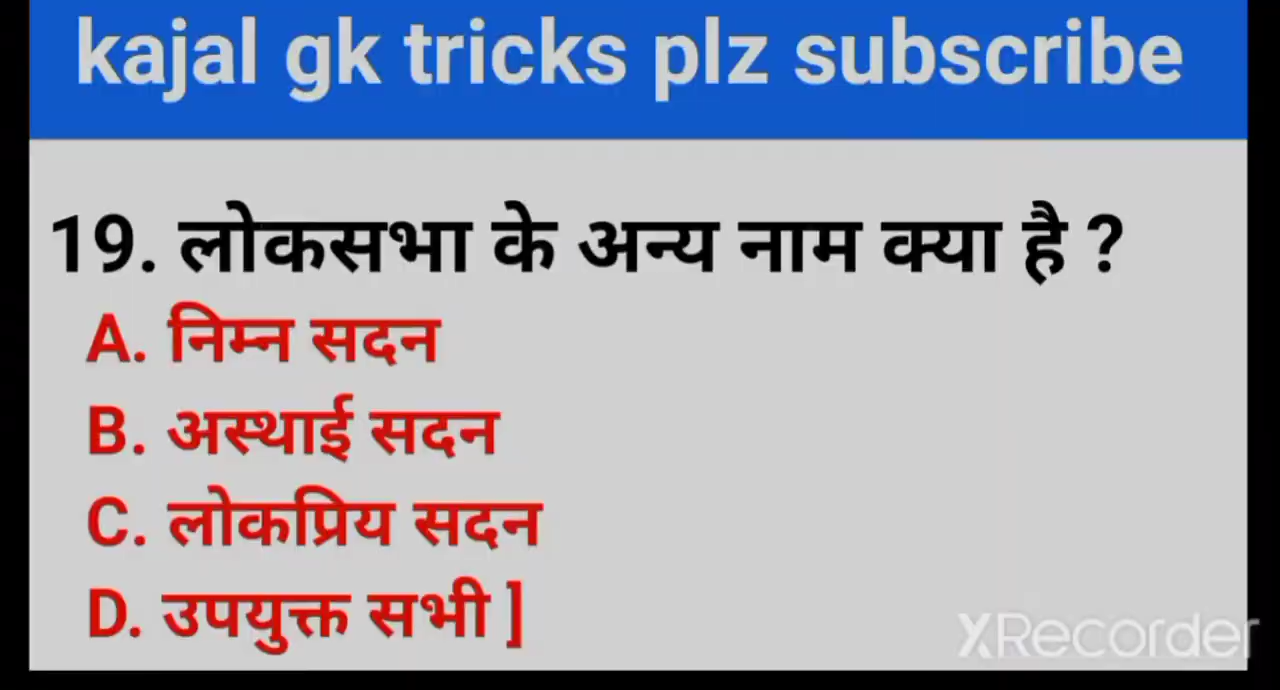 kajal gk tricks plz subscribe
19. लोकसभा के अन्य नाम क्या है ?
A. निम्न सदन
B. अस्थाई सदन
C. लोकप्रिय सदन
D. उपयुक्त सभी ]
XRecorder